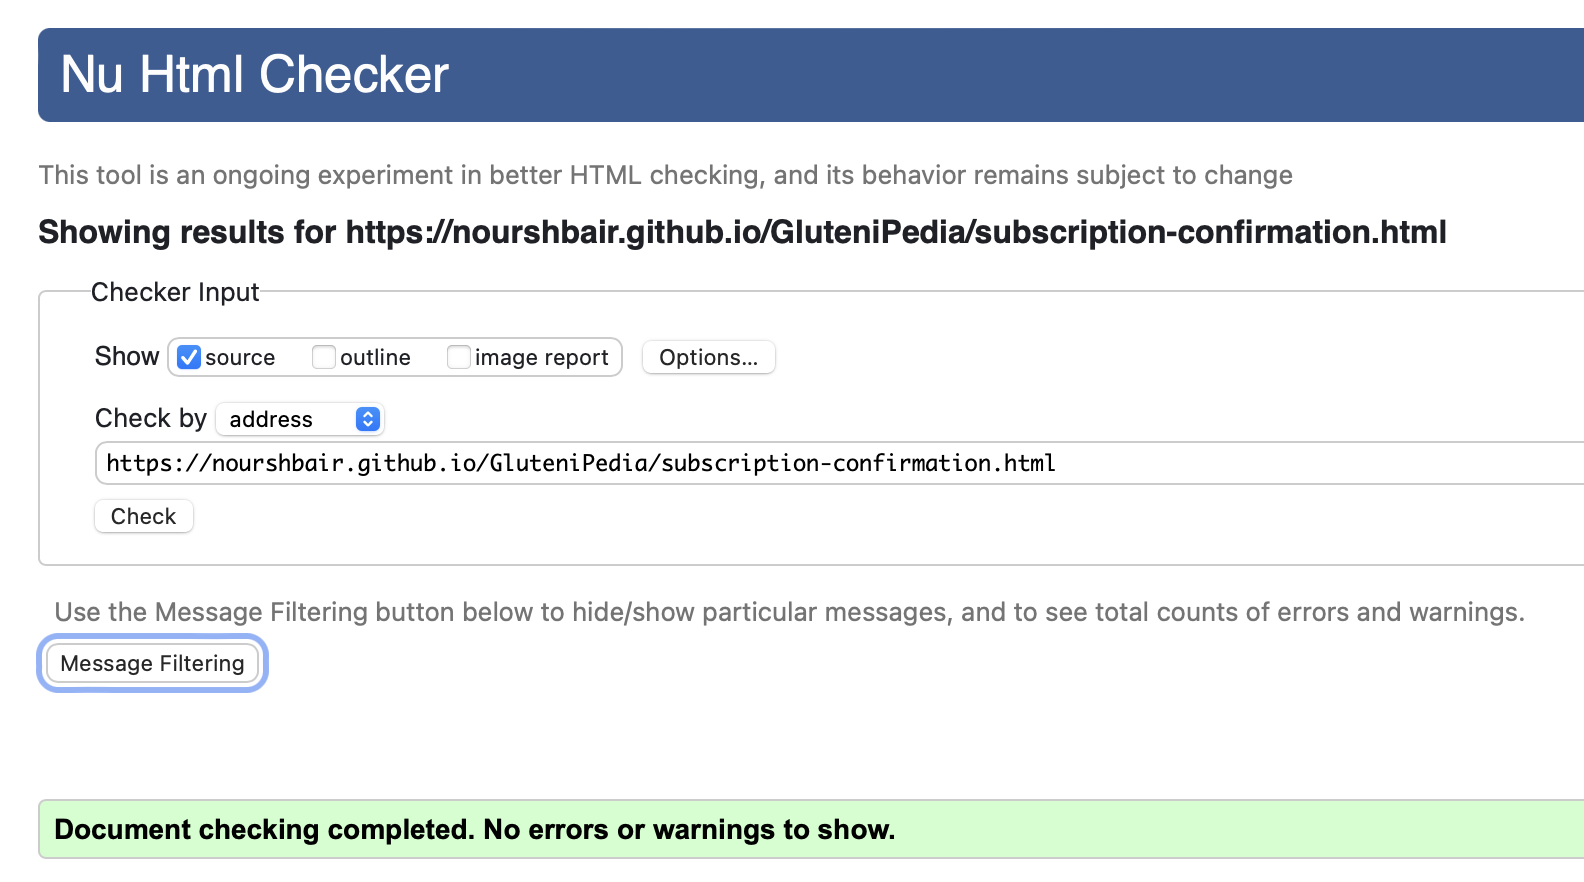 Nu Html Checker
This tool is an ongoing experiment in better HTML checking, and its behavior remains subject to change
Showing results for https://nourshbair.github.io/GluteniPedia/subscription-confirmation.html
Checker Input
Show source outline image report Options...
Check by address
https://nourshbair.github.io/GluteniPedia/subscription-confirmation.html
Check
Use the Message Filtering button below to hide/show particular messages, and to see total counts of errors and warnings.
Message Filtering
Document checking completed. No errors or warnings to show.